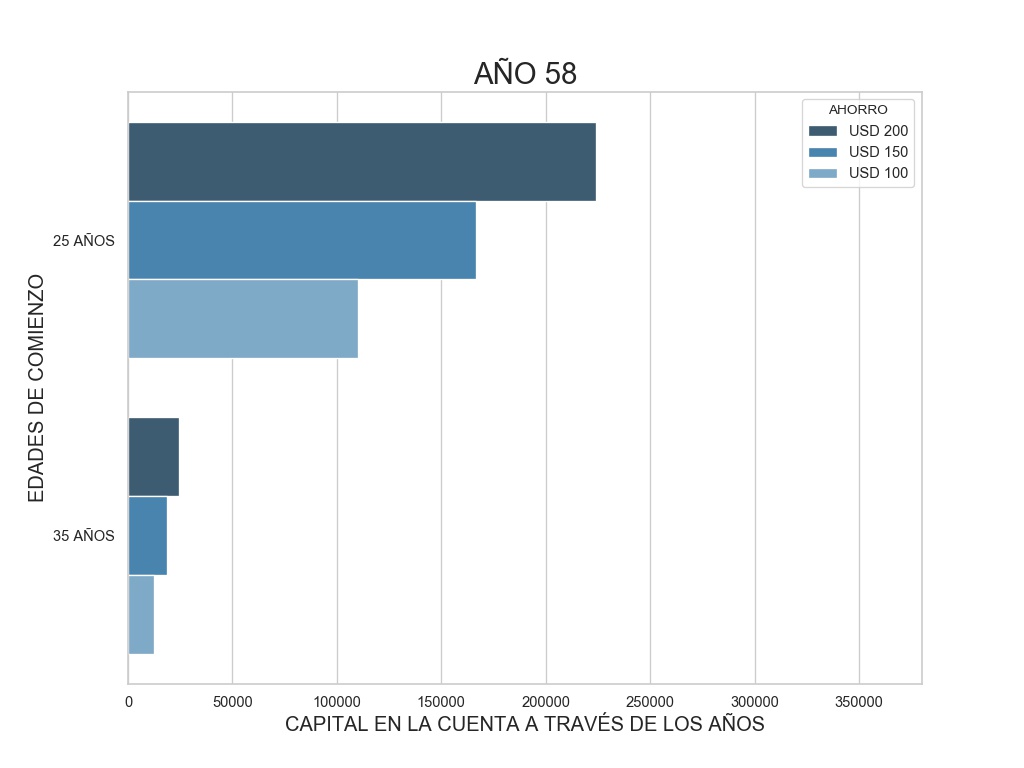 AÑO 58
AHORRO
USD 200
USD 150
USD 100
EDADES DE COMIENZO
25 AÑOS
35 AÑOS
0 50000 100000 150000 200000 250000 300000 350000
CAPITAL EN LA CUENTA A TRAVÉS DE LOS AÑOS